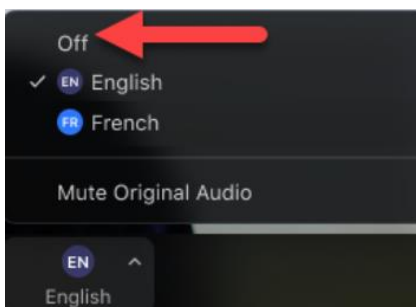 Off
EN English
FR French
Mute Original Audio
EN
English